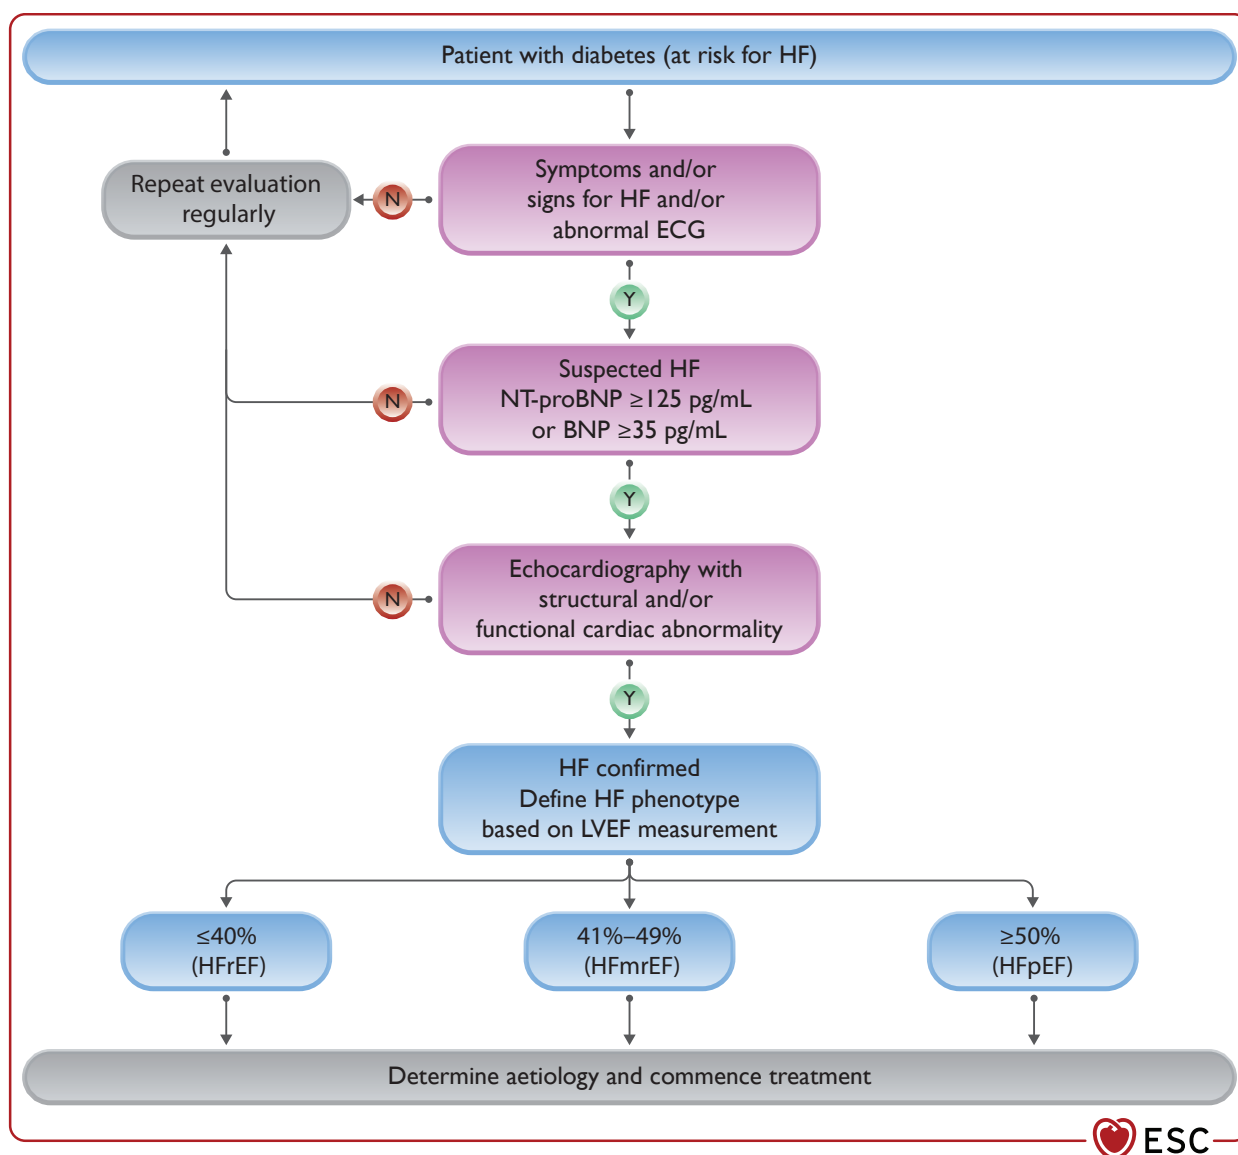 Patient with diabetes (at risk for HF)
Symptoms and/or
signs for HF and/or
abnormal ECG
N
Repeat evaluation
regularly
Y
Suspected HF
NT-proBNP ≥125 pg/mL
or BNP ≥35 pg/mL
N
Y
Echocardiography with
structural and/or
functional cardiac abnormality
N
Y
HF confirmed
Define HF phenotype
based on LVEF measurement
≤40%
(HFrEF)
41%–49%
(HFmrEF)
≥50%
(HFpEF)
Determine aetiology and commence treatment
ESC